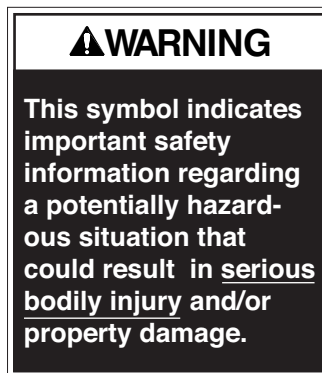 WARNING
This symbol indicates
important safety
information regarding
a potentially hazard-
ous situation that
could result in serious
bodily injury and/or
property damage.